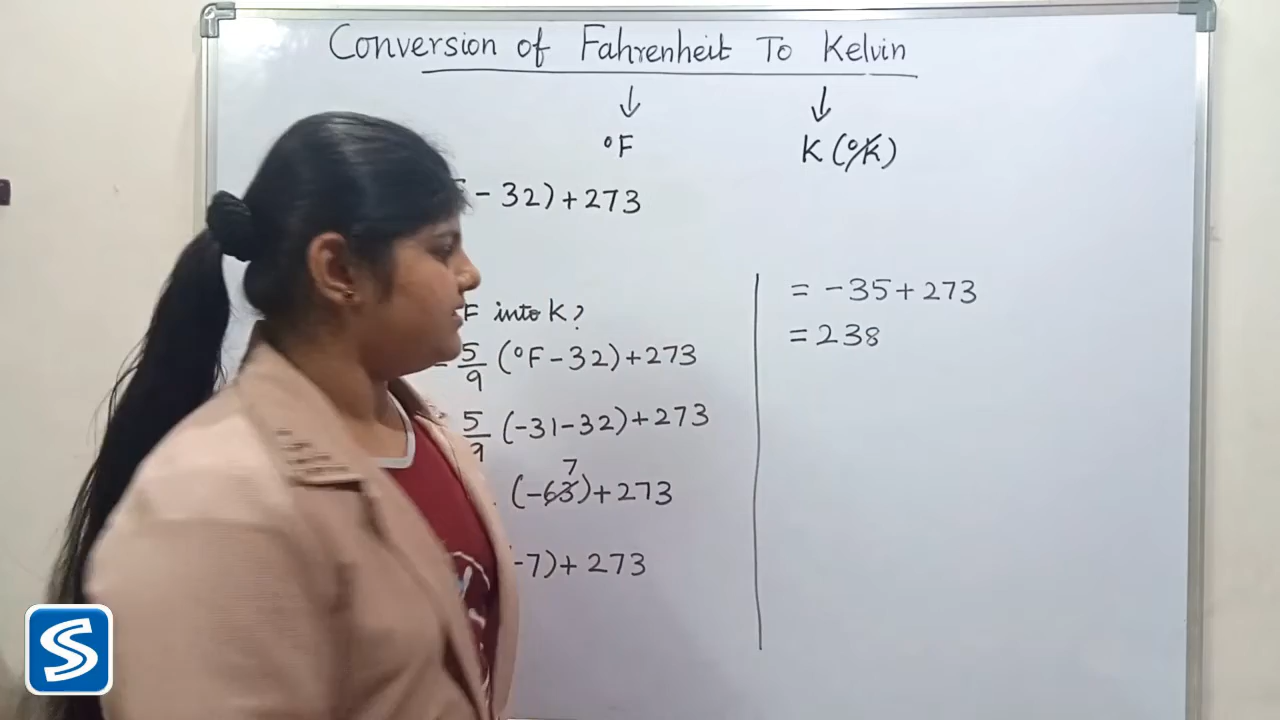 Conversion of Fahrenheit To Kelvin
↓ ↓
°F K (°K)
- 32) + 273
F into K?
= 5/9 (°F - 32) + 273
= 5/9 (-31 - 32) + 273
7
(-63) + 273
-7) + 273
= -35 + 273
= 238
S